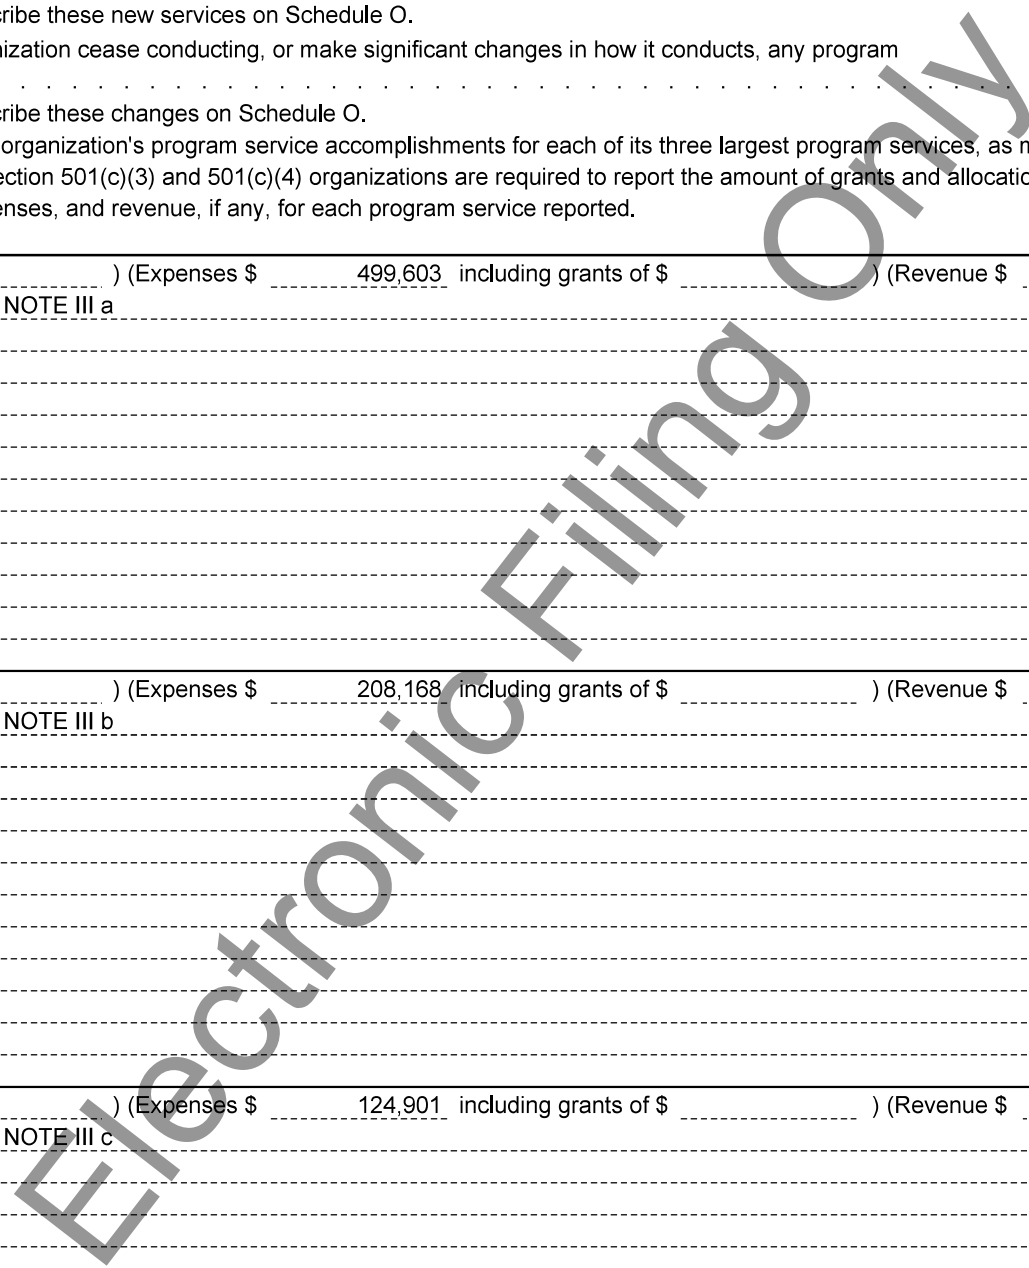 cribe these new services on Schedule O.
nization cease conducting, or make significant changes in how it conducts, any program
. . . . . . . . . . . . . . . . . . . . . . . . . . . . . . . . . . . . . . . . . .
cribe these changes on Schedule O.
organization's program service accomplishments for each of its three largest program services, as m
ection 501(c)(3) and 501(c)(4) organizations are required to report the amount of grants and allocatio
enses, and revenue, if any, for each program service reported.
) (Expenses $ 499,603 including grants of $ ) (Revenue $
NOTE III a
) (Expenses $ 208,168 including grants of $ ) (Revenue $
NOTE III b
) (Expenses $ 124,901 including grants of $ ) (Revenue $
NOTE III c
Electronic Filing Only